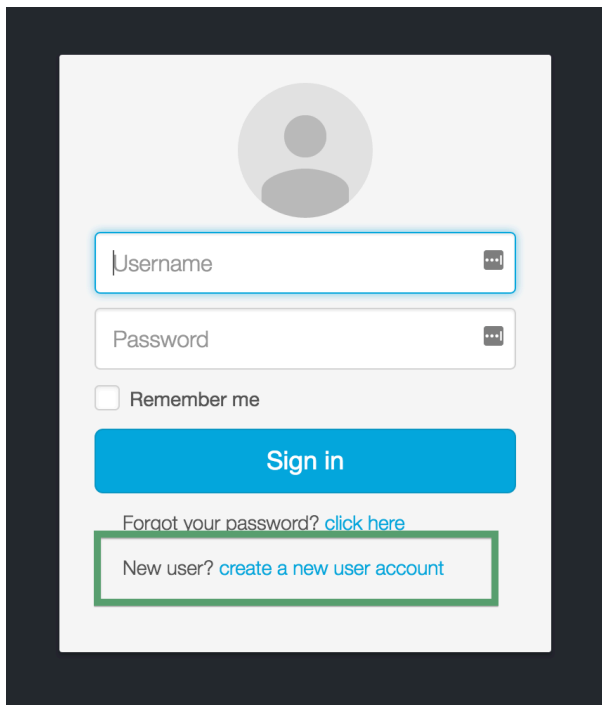 Username
Password
Remember me
Sign in
Forgot your password? click here
New user? create a new user account